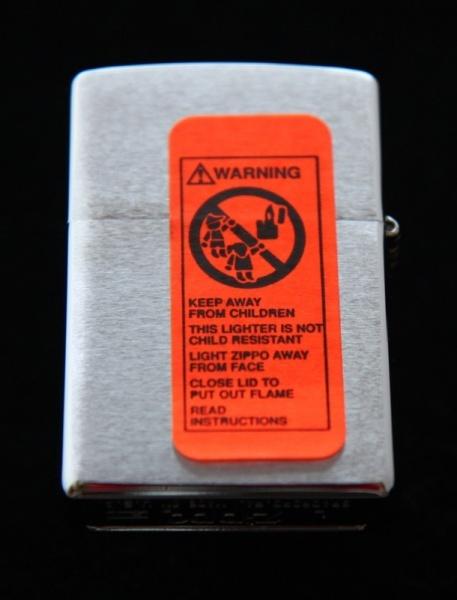 WARNING
KEEP AWAY
FROM CHILDREN
THIS LIGHTER IS NOT
CHILD RESISTANT
LIGHT ZIPPO AWAY
FROM FACE
CLOSE LID TO
PUT OUT FLAME
READ
INSTRUCTIONS